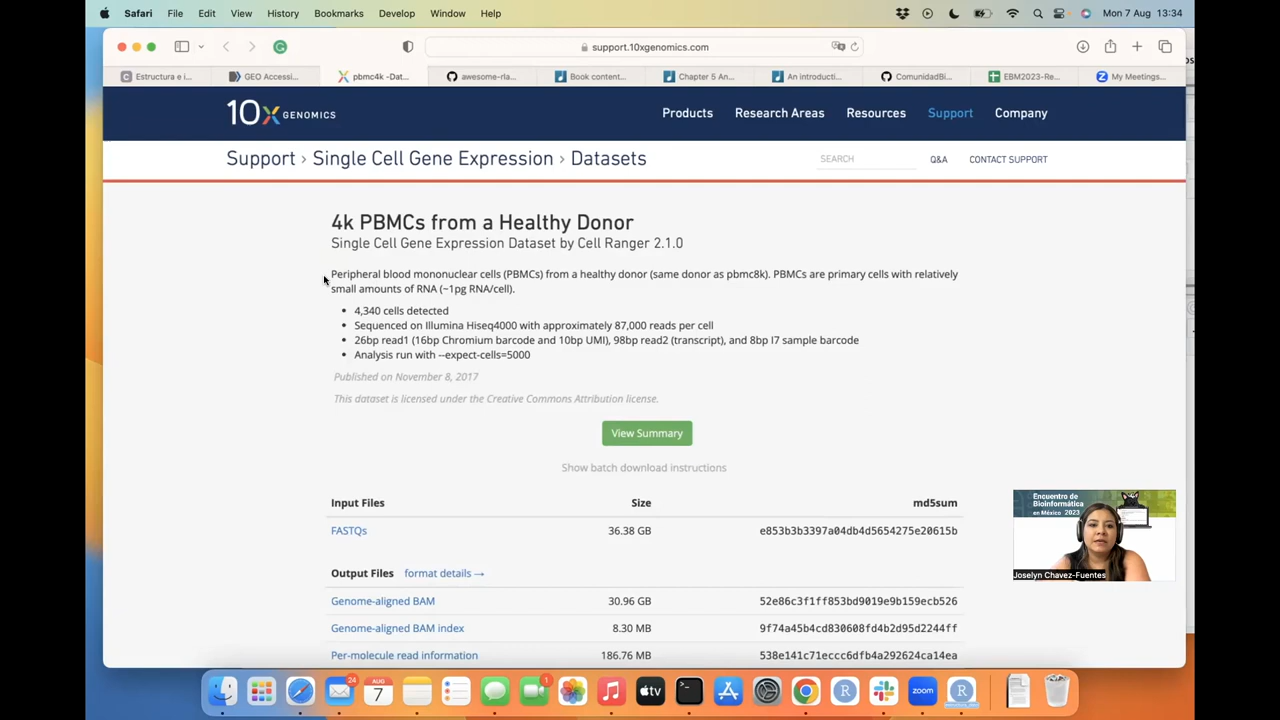 Safari File Edit View History Bookmarks Develop Window Help Mon 7 Aug 13:34
support.10xgenomics.com
Estructura e i... GEO Accessi... pbmc4k -Dat... awesome-rla... Book content... Chapter 5 An... An introducti... ComunidadBi... EBM2023-Re... My Meetings...
10X GENOMICS Products Research Areas Resources Support Company
Support › Single Cell Gene Expression › Datasets SEARCH Q&A CONTACT SUPPORT
4k PBMCs from a Healthy Donor
Single Cell Gene Expression Dataset by Cell Ranger 2.1.0
Peripheral blood mononuclear cells (PBMCs) from a healthy donor (same donor as pbmc8k). PBMCs are primary cells with relatively
small amounts of RNA (~1pg RNA/cell).
• 4,340 cells detected
• Sequenced on Illumina Hiseq4000 with approximately 87,000 reads per cell
• 26bp read1 (16bp Chromium barcode and 10bp UMI), 98bp read2 (transcript), and 8bp I7 sample barcode
• Analysis run with --expect-cells=5000
Published on November 8, 2017
This dataset is licensed under the Creative Commons Attribution license.
View Summary
Show batch download instructions
Input Files Size md5sum
FASTQs 36.38 GB e853b3b3397a04db4d5654275e20615b
Output Files format details →
Genome-aligned BAM 30.96 GB 52e86c3f1ff853bd9019e9b159ecb526
Genome-aligned BAM index 8.30 MB 9f74a45b4cd830608fd4b2d95d2244ff
Per-molecule read information 186.76 MB 538e141c71eccc6dfb4a292624ca14ea
Encuentro de
Bioinformática
en México 2023
Joselyn Chavez-Fuentes
24
AUG
7
1
tv
zoom
R
R